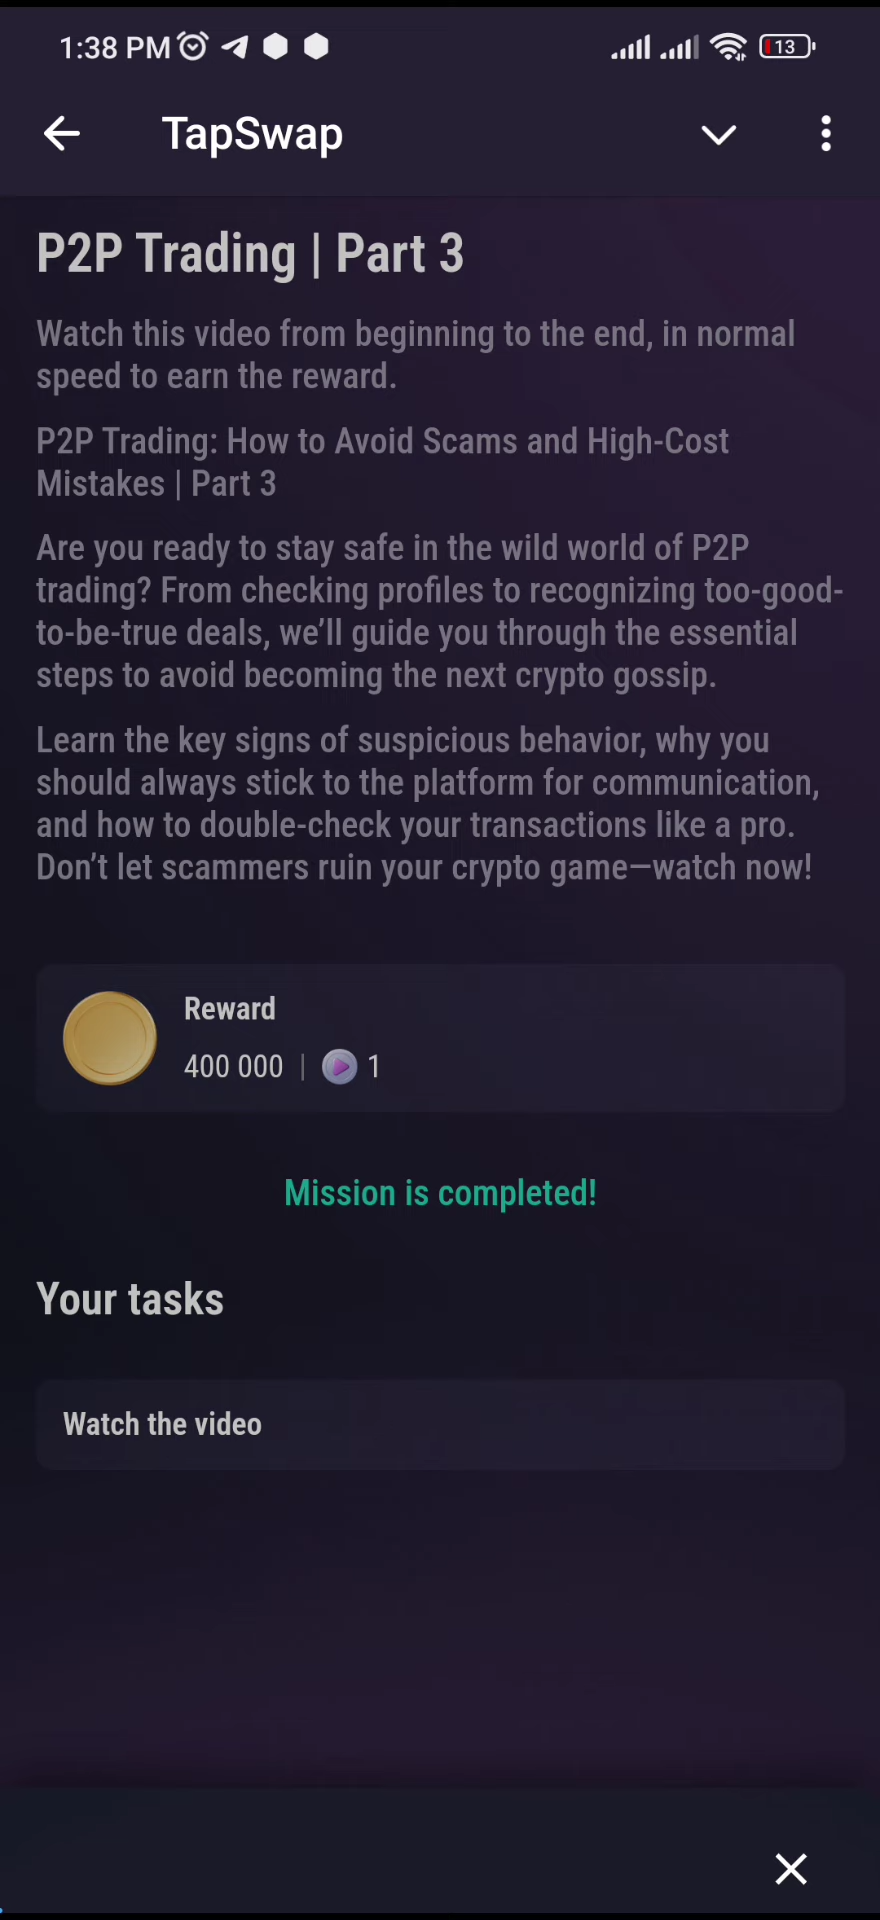 1:38 PM
13
TapSwap
P2P Trading | Part 3
Watch this video from beginning to the end, in normal
speed to earn the reward.
P2P Trading: How to Avoid Scams and High-Cost
Mistakes | Part 3
Are you ready to stay safe in the wild world of P2P
trading? From checking profiles to recognizing too-good-
to-be-true deals, we’ll guide you through the essential
steps to avoid becoming the next crypto gossip.
Learn the key signs of suspicious behavior, why you
should always stick to the platform for communication,
and how to double-check your transactions like a pro.
Don’t let scammers ruin your crypto game—watch now!
Reward
400 000 | 1
Mission is completed!
Your tasks
Watch the video